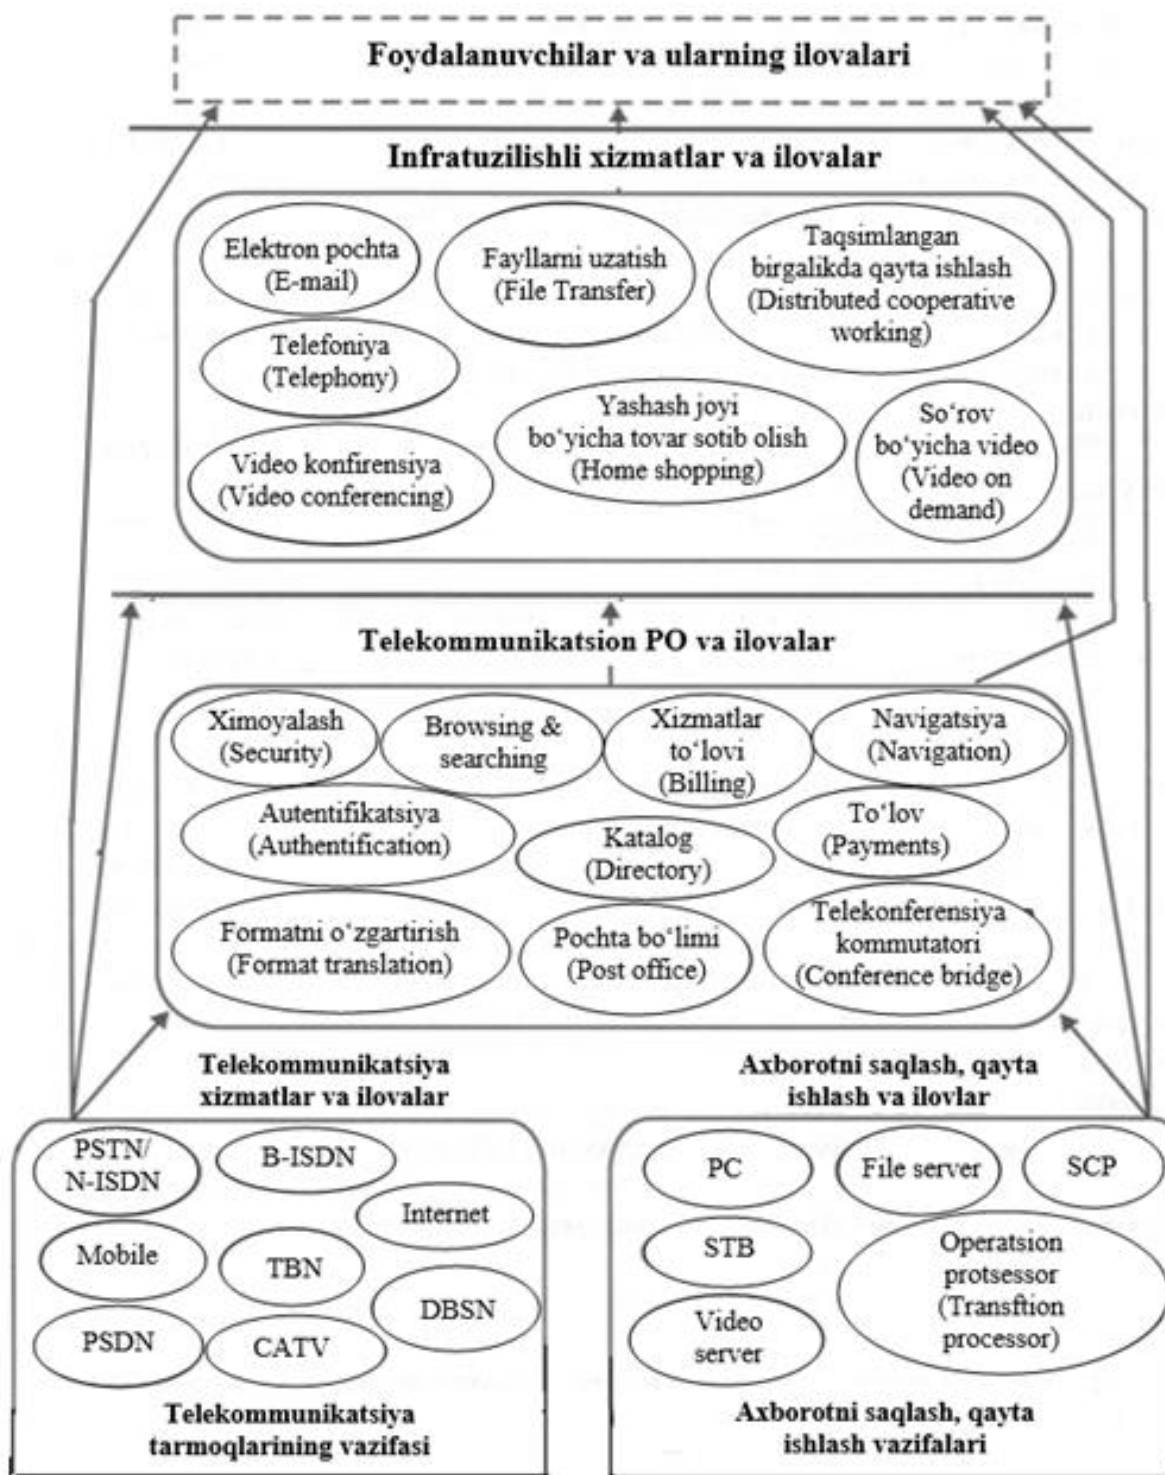 Foydalanuvchilar va ularning ilovalari
Infratuzilishli xizmatlar va ilovalar
Elektron pochta
(E-mail)
Fayllarni uzatish
(File Transfer)
Taqsimlangan
birgalikda qayta ishlash
(Distributed cooperative
working)
Telefoniya
(Telephony)
Yashash joyi
bo‘yicha tovar sotib olish
(Home shopping)
So‘rov
bo‘yicha video
(Video on
demand)
Video konfirensiya
(Video conferencing)
Telekommunikatsion PO va ilovalar
Ximoyalash
(Security)
Browsing &
searching
Xizmatlar
to‘lovi
(Billing)
Navigatsiya
(Navigation)
Autentifikatsiya
(Authentification)
Katalog
(Directory)
To‘lov
(Payments)
Formatni o‘zgartirish
(Format translation)
Pochta bo‘limi
(Post office)
Telekonferensiya
kommutatori
(Conference bridge)
Telekommunikatsiya
xizmatlar va ilovalar
Axborotni saqlash, qayta
ishlash va ilovlar
PSTN/
N-ISDN
B-ISDN
Internet
Mobile
TBN
DBSN
PSDN
CATV
Telekommunikatsiya
tarmoqlarining vazifasi
PC
File server
SCP
STB
Operatsion
protsessor
(Transftion
processor)
Video
server
Axborotni saqlash, qayta
ishlash vazifalari